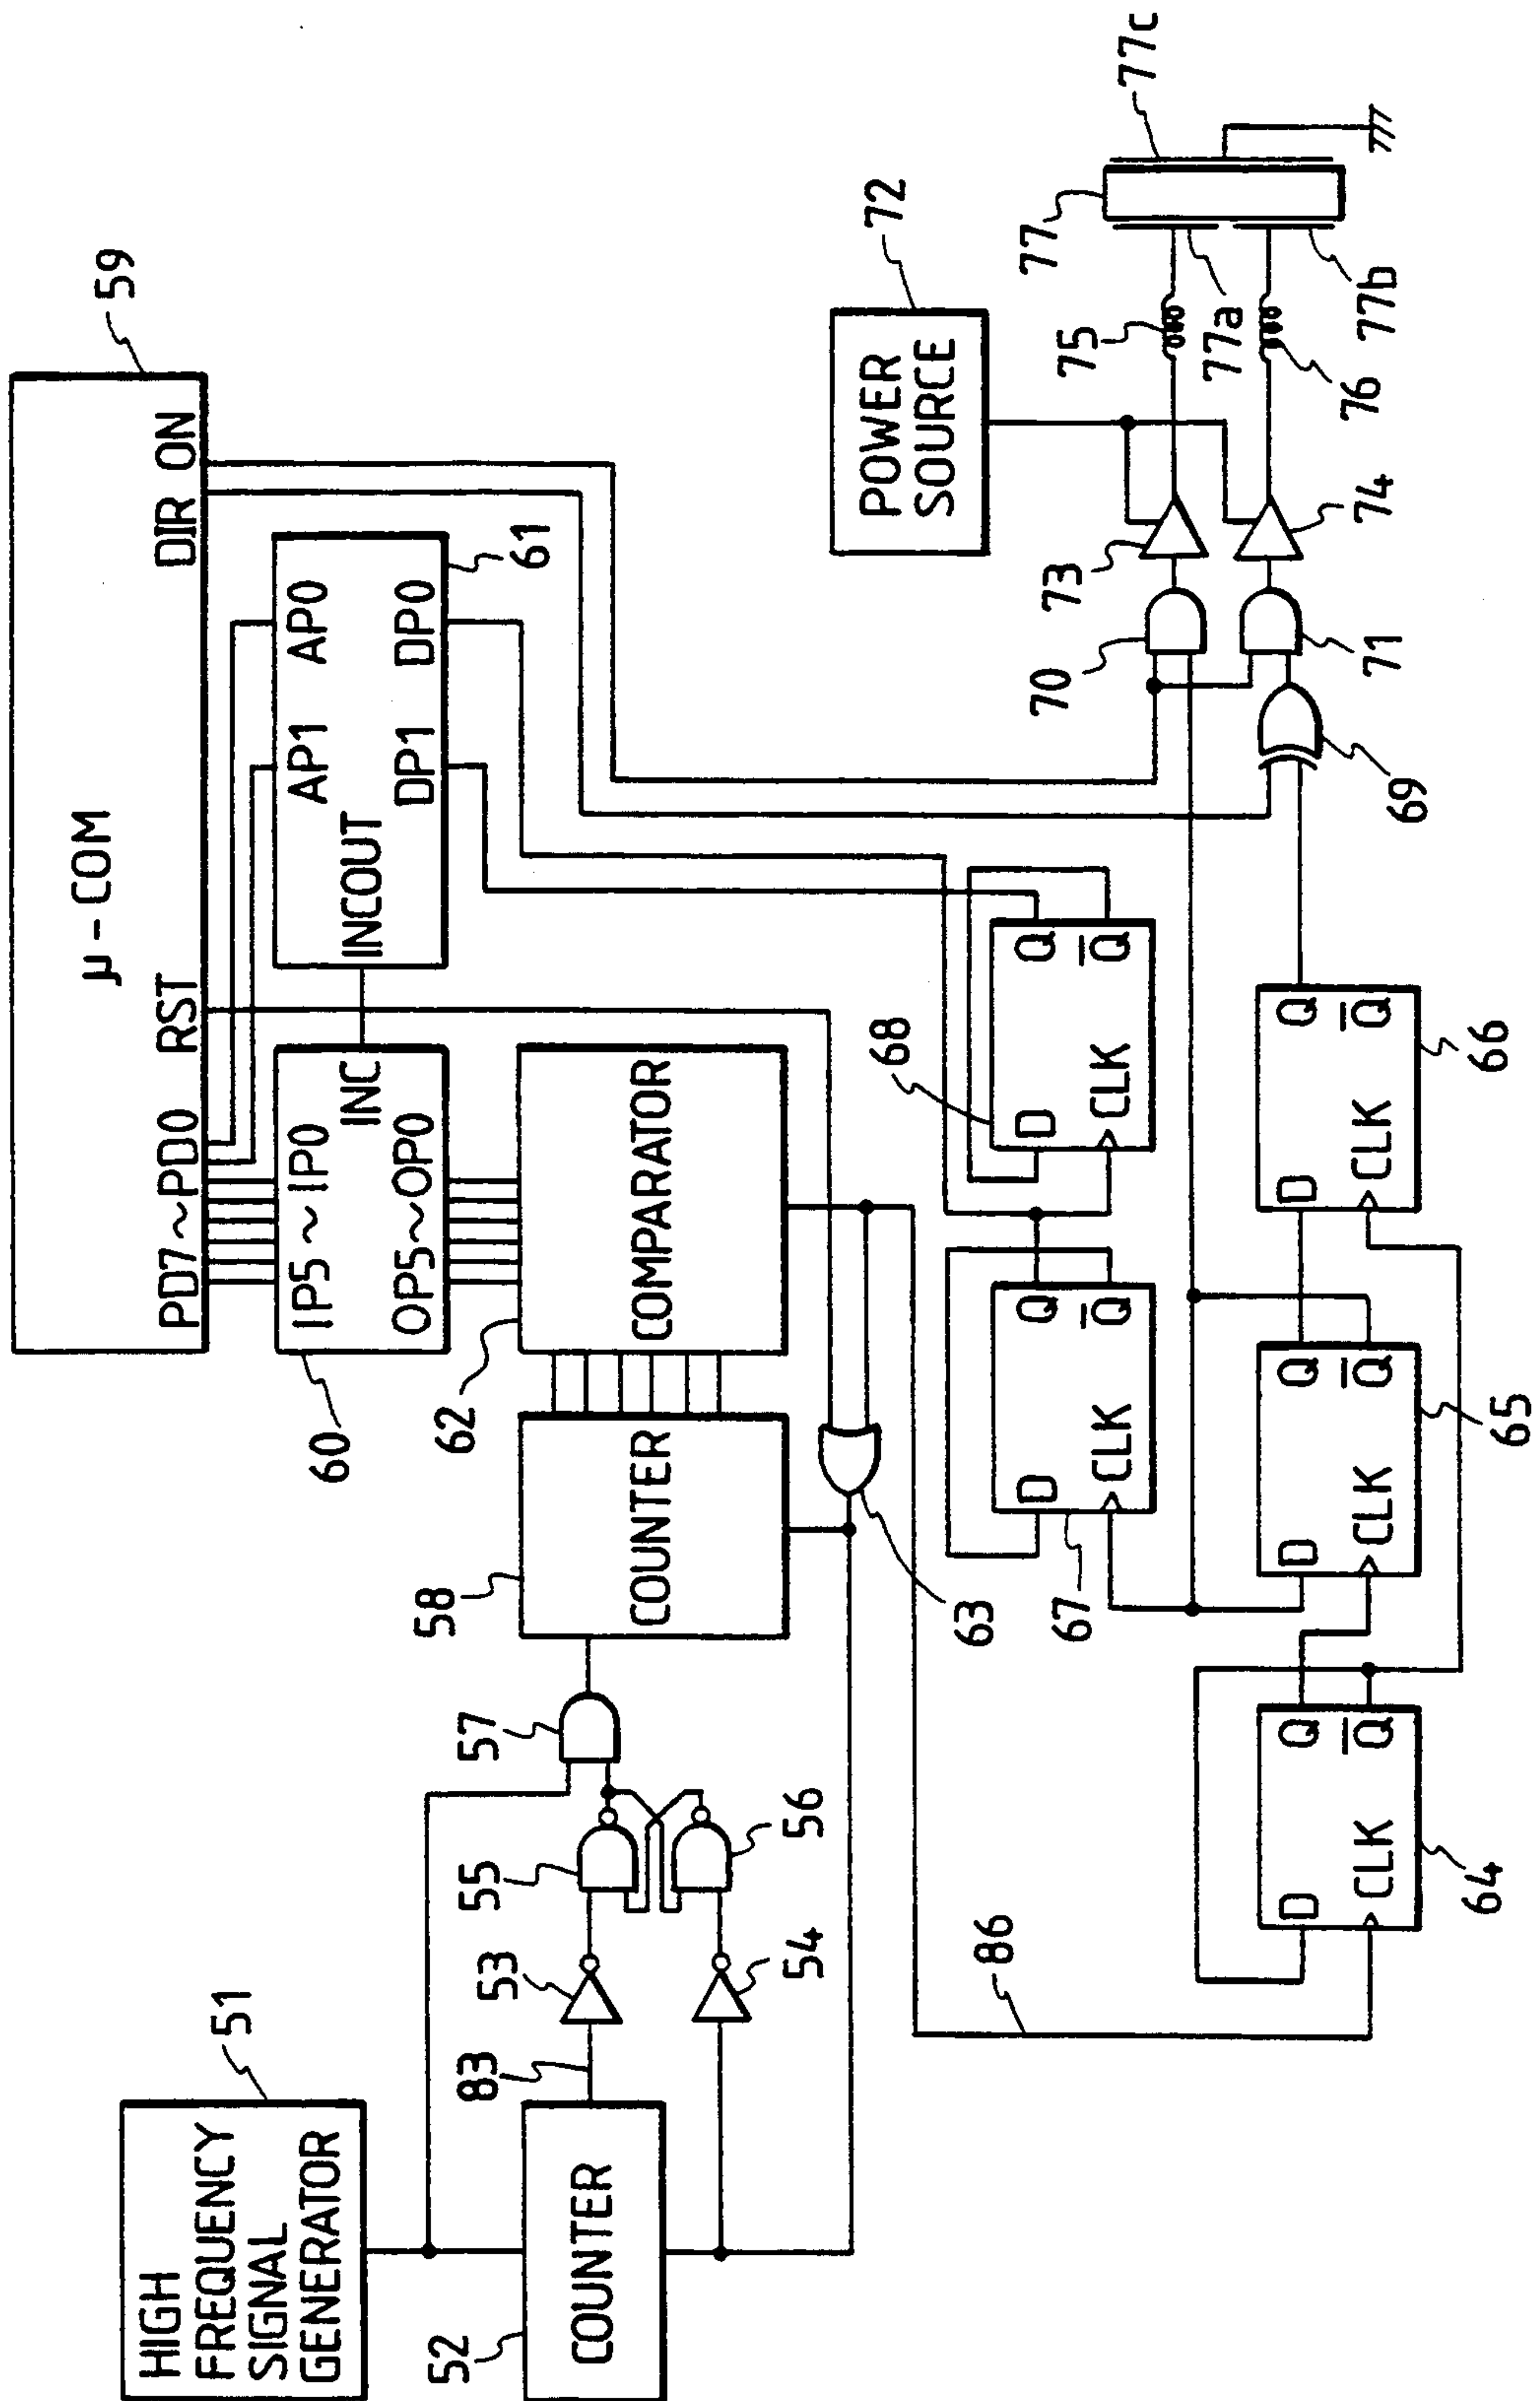 HIGH
FREQUENCY
SIGNAL
GENERATOR
51
COUNTER
52
83
53
54
55
56
57
COUNTER
58
μ-COM
59
PD7~PD0
RST
DIR
ON
IP5~IP0
INC
OP5~OP0
60
AP1
AP0
INCOUT
DP1
DP0
61
COMPARATOR
62
63
86
D
Q
CLK
Q̅
64
D
Q
CLK
Q̅
65
D
Q
CLK
Q̅
66
D
Q
CLK
Q̅
67
D
Q
CLK
Q̅
68
69
70
71
POWER
SOURCE
72
73
74
75
76
77
77a
77b
77c